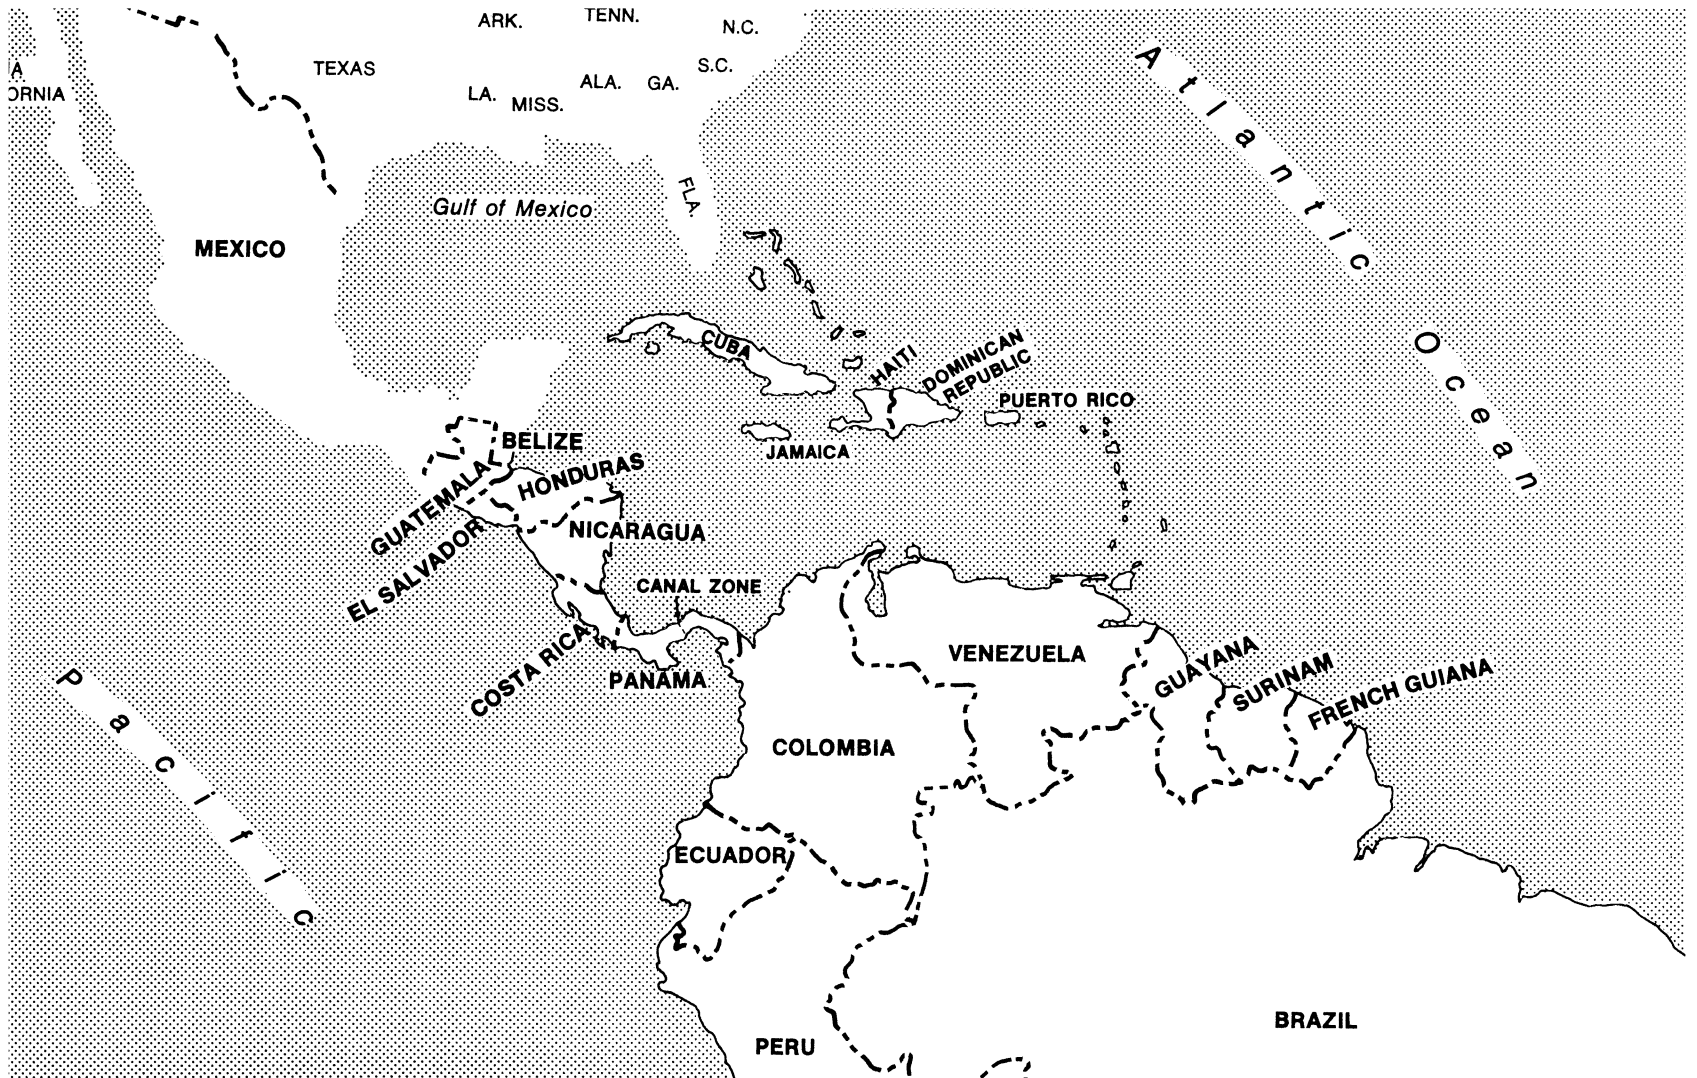 ARK.
TENN.
N.C.
TEXAS
S.C.
A
ORNIA
LA.
MISS.
ALA.
GA.
FLA.
Gulf of Mexico
MEXICO
Atlantic Ocean
CUBA
HAITI
DOMINICAN
REPUBLIC
PUERTO RICO
JAMAICA
BELIZE
HONDURAS
GUATEMALA
NICARAGUA
EL SALVADOR
CANAL ZONE
COSTA RICA
PANAMA
VENEZUELA
GUAYANA
SURINAM
FRENCH GUIANA
Pacific
COLOMBIA
ECUADOR
PERU
BRAZIL